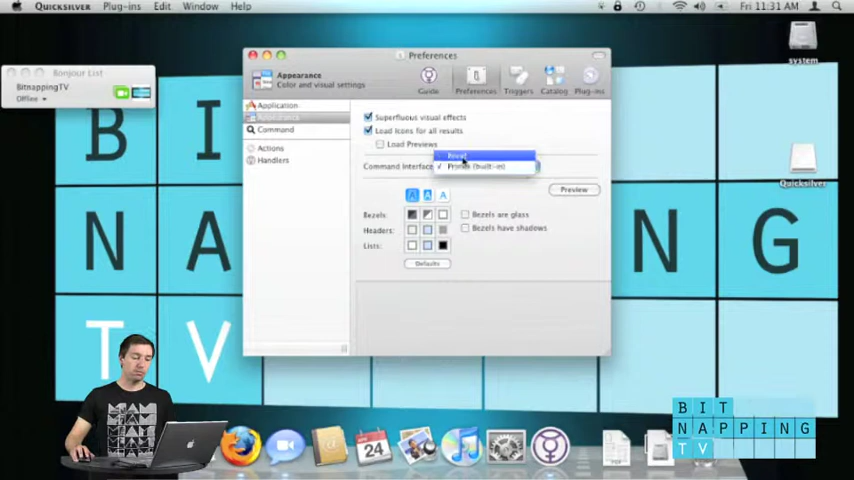 Quicksilver Plug-ins Edit Window Help
Fri 11:31 AM
system
Quicksilver
Bonjour List
BitnappingTV
Offline
Preferences
Appearance
Color and visual settings
Guide Preferences Triggers Catalog Plug-ins
Application
Appearance
Command
Actions
Handlers
Superfluous visual effects
Load Icons for all results
Load Previews
Command Interface
(built-in)
Preview
A A A
Bezels:
Bezels are glass
Headers:
Bezels have shadows
Lists:
Defaults
B I
N A N G
T V
JUL
24
PDF
BIT
NAPPING
TV